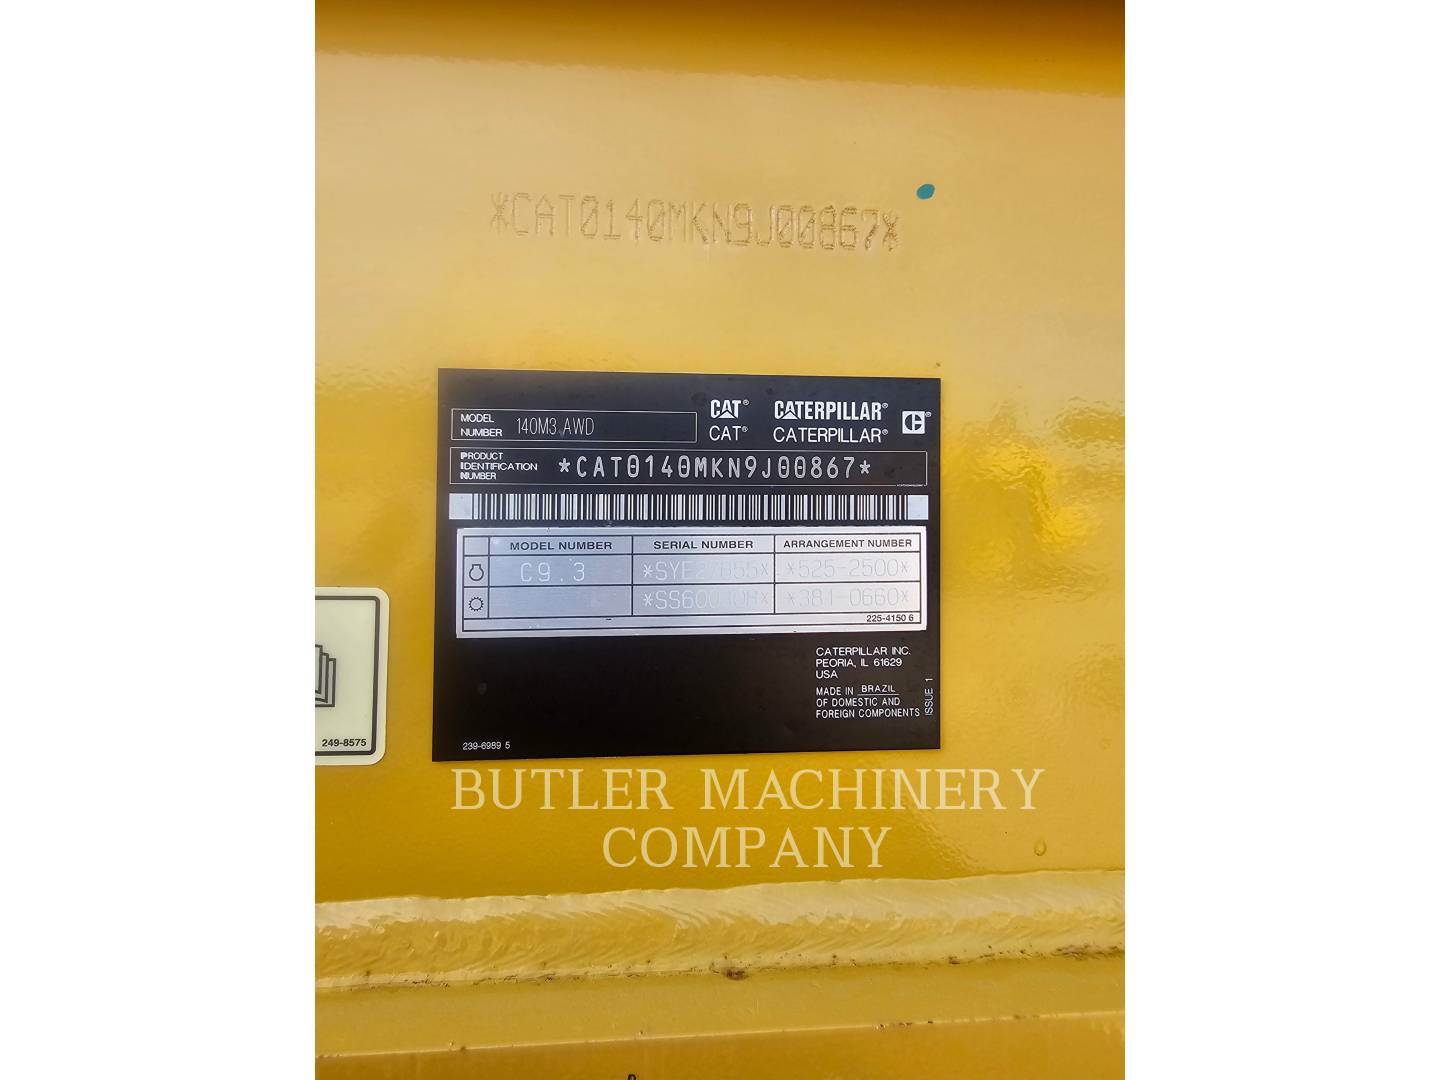 *CAT0140MKN9J00867*
CAT® CATERPILLAR®
MODEL NUMBER 140M3 AWD
CAT® CATERPILLAR®
PRODUCT IDENTIFICATION NUMBER *CAT0140MKN9J00867*
MODEL NUMBER SERIAL NUMBER ARRANGEMENT NUMBER
C9.3 *525-2500*
*381-0660*
225-4150 6
CATERPILLAR INC.
PEORIA, IL 61629
USA
MADE IN BRAZIL
OF DOMESTIC AND
FOREIGN COMPONENTS
ISSUE 1
239-6989 5
249-8575
BUTLER MACHINERY
COMPANY